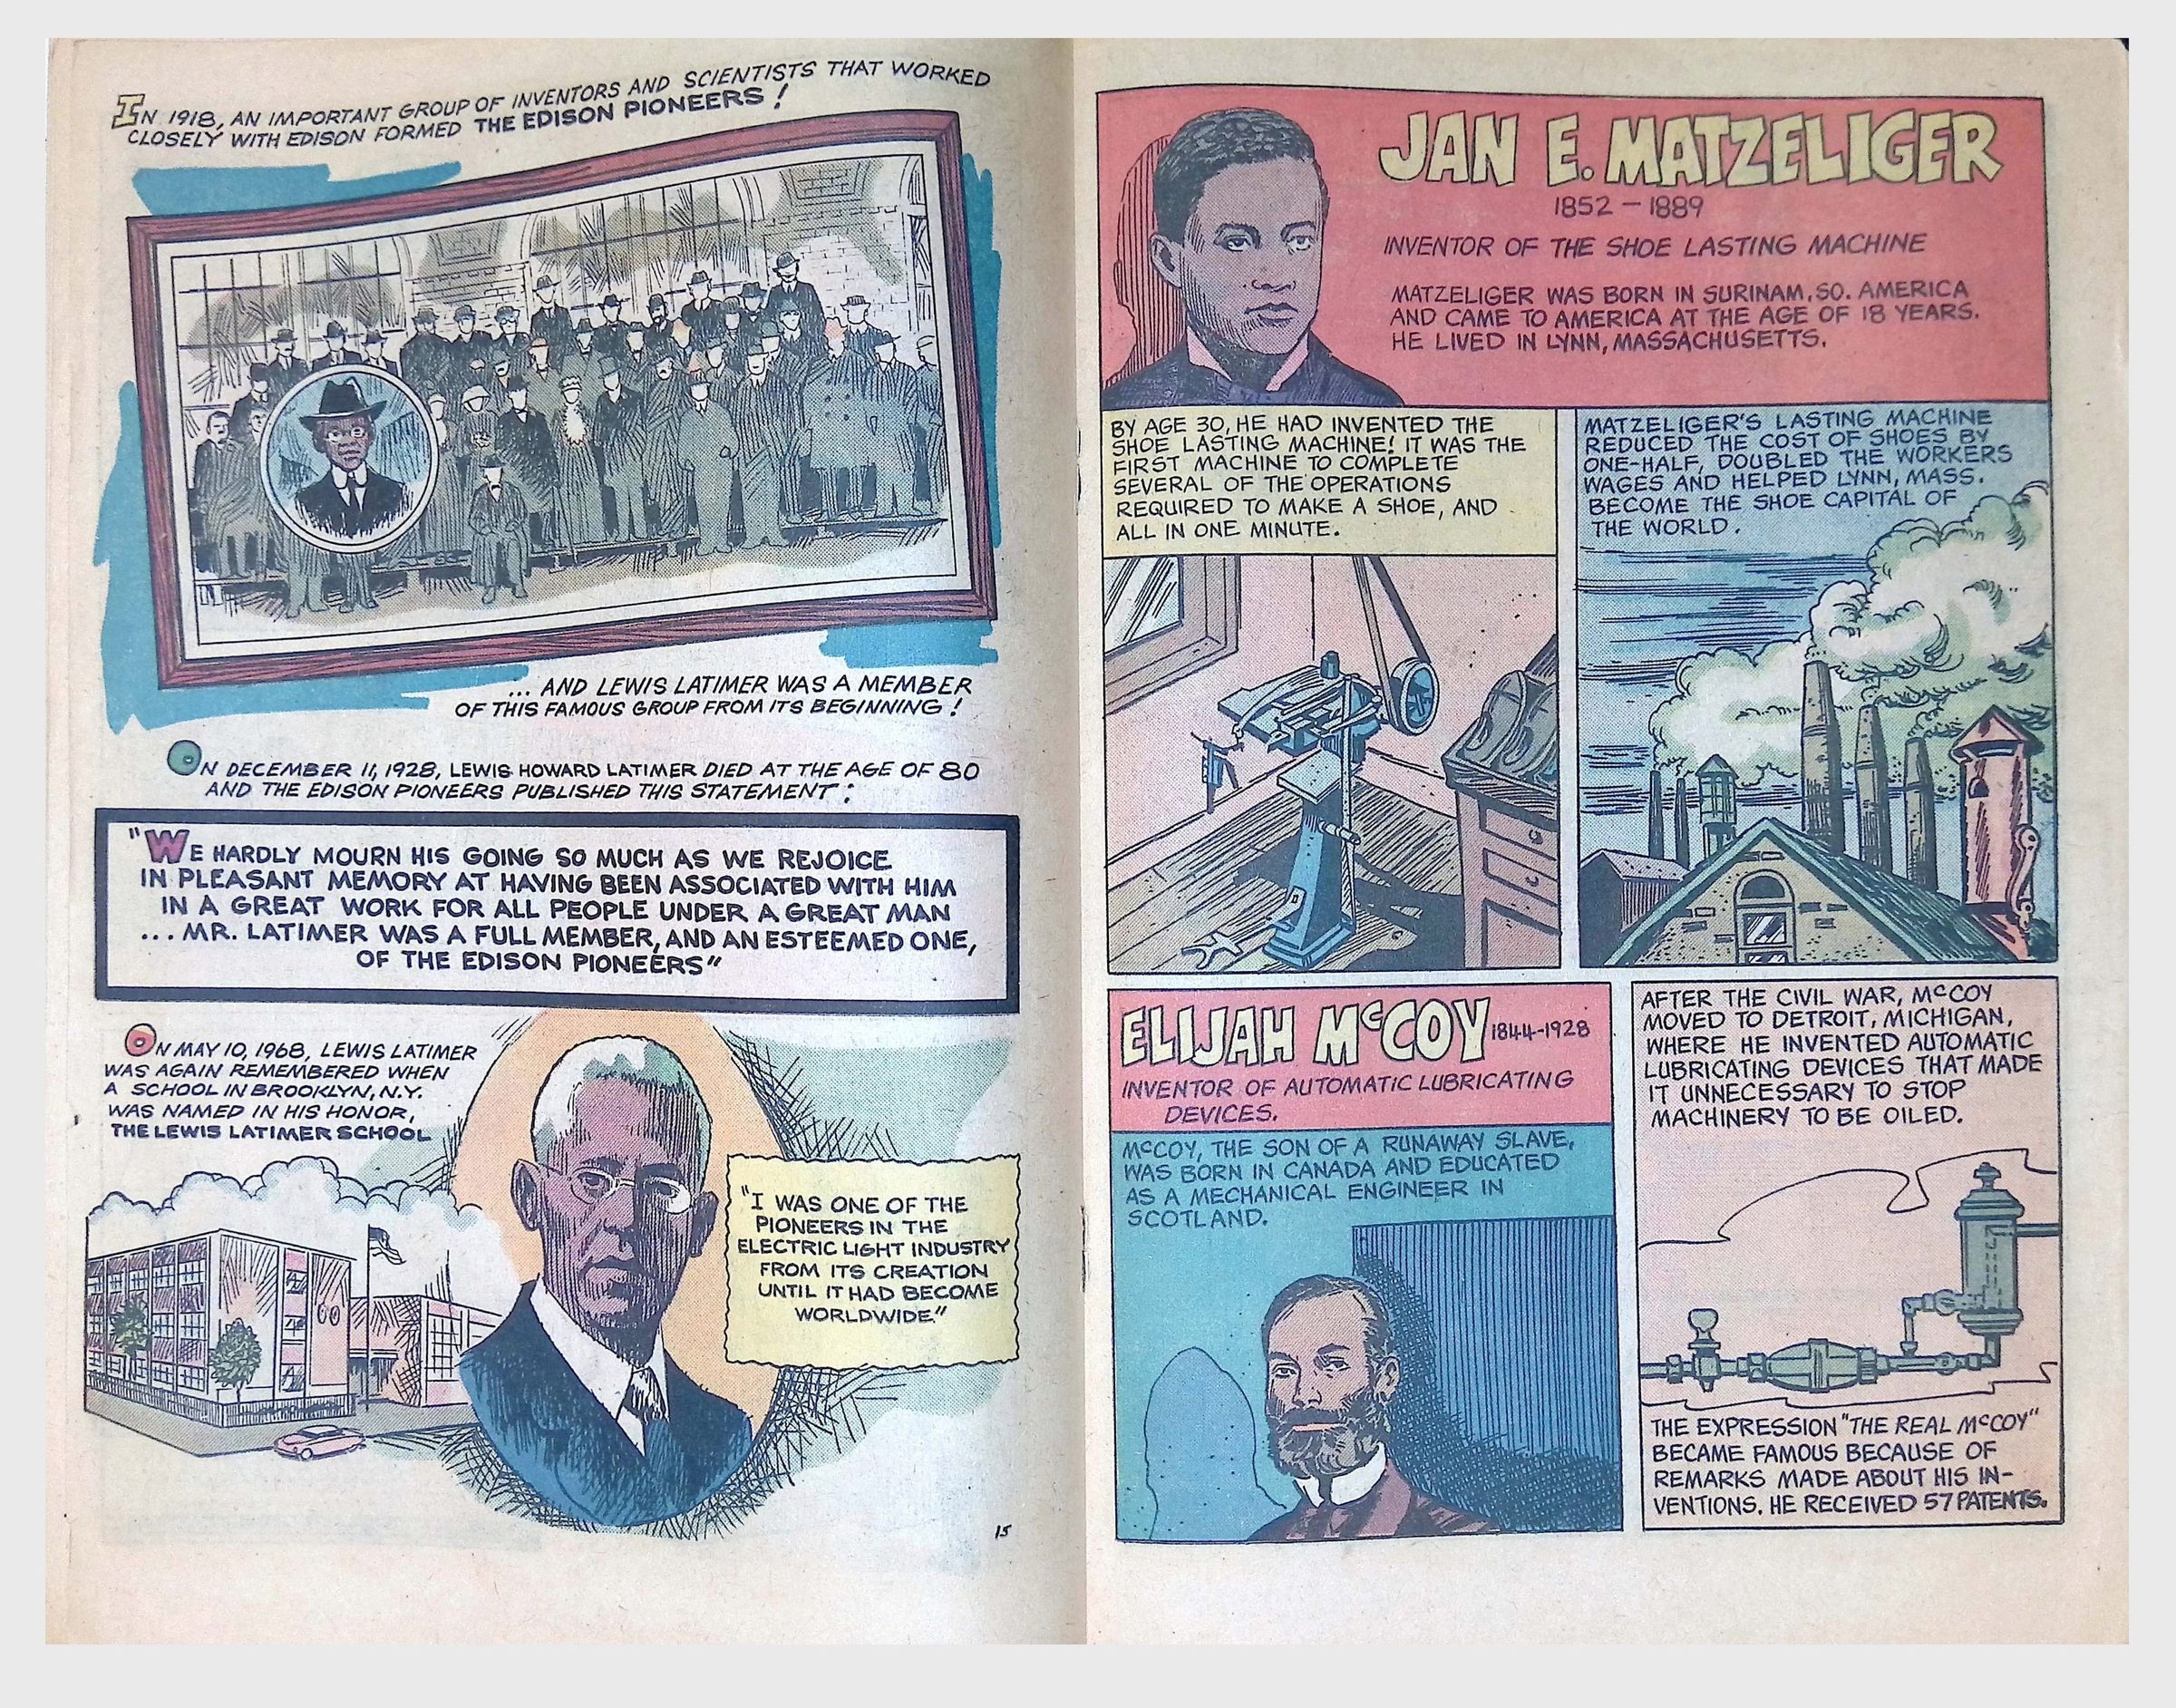 IN 1918, AN IMPORTANT GROUP OF INVENTORS AND SCIENTISTS THAT WORKED
CLOSELY WITH EDISON FORMED THE EDISON PIONEERS!
... AND LEWIS LATIMER WAS A MEMBER
OF THIS FAMOUS GROUP FROM ITS BEGINNING!
ON DECEMBER 11, 1928, LEWIS HOWARD LATIMER DIED AT THE AGE OF 80
AND THE EDISON PIONEERS PUBLISHED THIS STATEMENT:
"WE HARDLY MOURN HIS GOING SO MUCH AS WE REJOICE
IN PLEASANT MEMORY AT HAVING BEEN ASSOCIATED WITH HIM
IN A GREAT WORK FOR ALL PEOPLE UNDER A GREAT MAN
... MR. LATIMER WAS A FULL MEMBER, AND AN ESTEEMED ONE,
OF THE EDISON PIONEERS"
ON MAY 10, 1968, LEWIS LATIMER
WAS AGAIN REMEMBERED WHEN
A SCHOOL IN BROOKLYN, N.Y.
WAS NAMED IN HIS HONOR,
THE LEWIS LATIMER SCHOOL
"I WAS ONE OF THE
PIONEERS IN THE
ELECTRIC LIGHT INDUSTRY
FROM ITS CREATION
UNTIL IT HAD BECOME
WORLDWIDE."
15
JAN E. MATZELIGER
1852 - 1889
INVENTOR OF THE SHOE LASTING MACHINE
MATZELIGER WAS BORN IN SURINAM, SO. AMERICA
AND CAME TO AMERICA AT THE AGE OF 18 YEARS.
HE LIVED IN LYNN, MASSACHUSETTS.
BY AGE 30, HE HAD INVENTED THE
SHOE LASTING MACHINE! IT WAS THE
FIRST MACHINE TO COMPLETE
SEVERAL OF THE OPERATIONS
REQUIRED TO MAKE A SHOE, AND
ALL IN ONE MINUTE.
MATZELIGER'S LASTING MACHINE
REDUCED THE COST OF SHOES BY
ONE-HALF, DOUBLED THE WORKERS
WAGES AND HELPED LYNN, MASS.
BECOME THE SHOE CAPITAL OF
THE WORLD.
ELIJAH McCOY 1844-1928
INVENTOR OF AUTOMATIC LUBRICATING
DEVICES.
McCOY, THE SON OF A RUNAWAY SLAVE,
WAS BORN IN CANADA AND EDUCATED
AS A MECHANICAL ENGINEER IN
SCOTLAND.
AFTER THE CIVIL WAR, McCOY
MOVED TO DETROIT, MICHIGAN,
WHERE HE INVENTED AUTOMATIC
LUBRICATING DEVICES THAT MADE
IT UNNECESSARY TO STOP
MACHINERY TO BE OILED.
THE EXPRESSION "THE REAL McCOY"
BECAME FAMOUS BECAUSE OF
REMARKS MADE ABOUT HIS IN-
VENTIONS. HE RECEIVED 57 PATENTS.